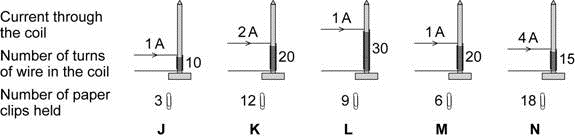 Current through
the coil
1 A
2 A
1 A
1 A
4 A
Number of turns
of wire in the coil
10
20
30
20
15
Number of paper
clips held
3
12
9
6
18
J
K
L
M
N